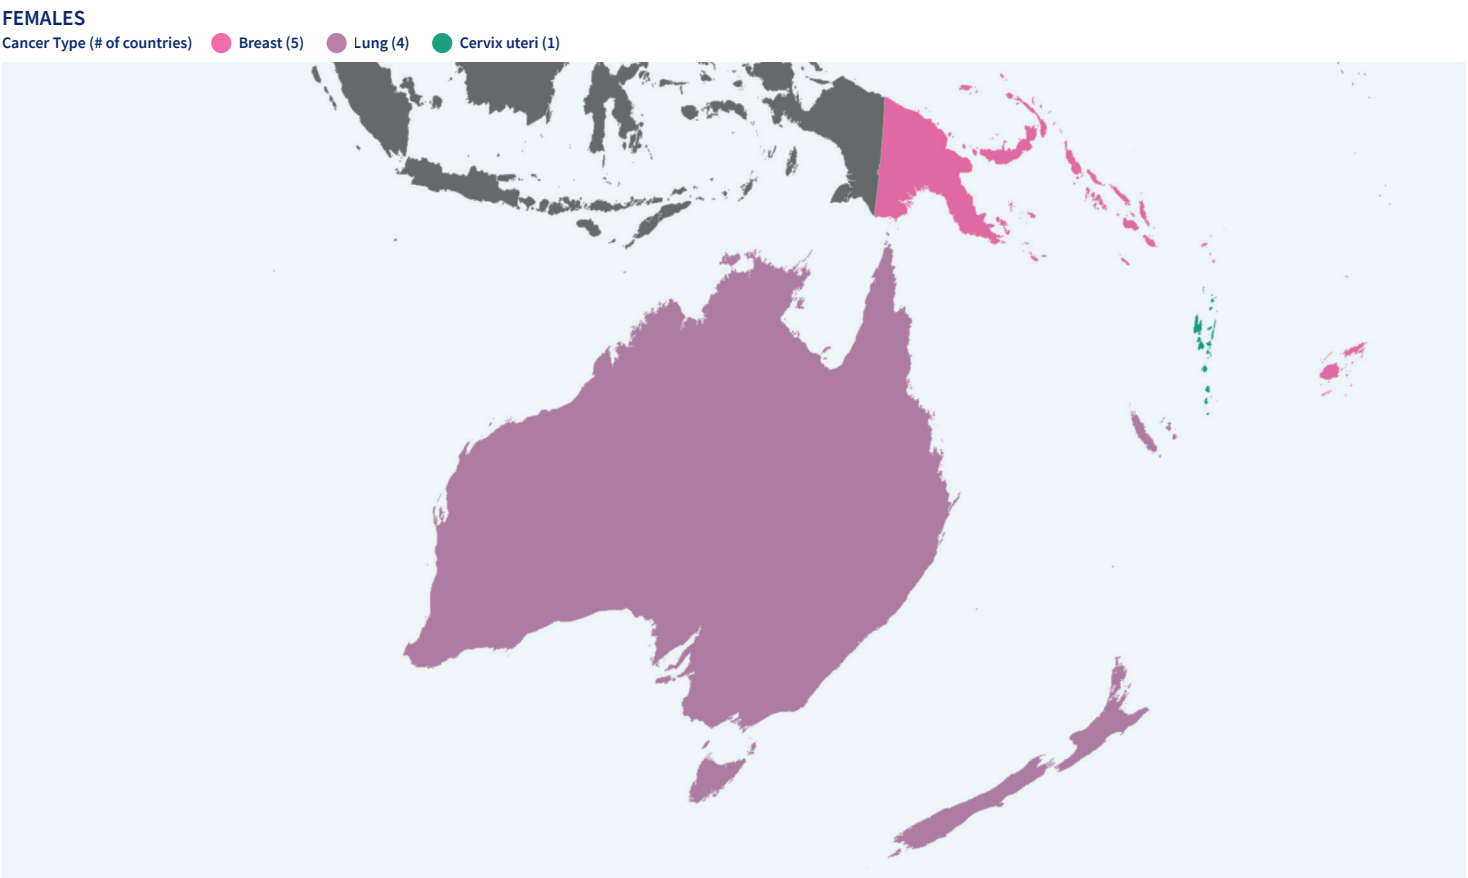 FEMALES
Cancer Type (# of countries) Breast (5) Lung (4) Cervix uteri (1)